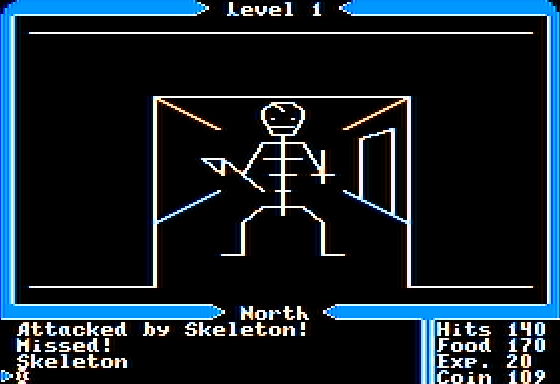 Level 1
North
Attacked by Skeleton!
Missed!
Skeleton
Hits 140
Food 170
Exp. 20
Coin 109